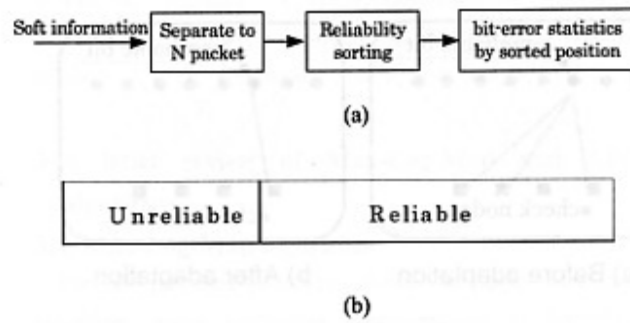 Soft information
Separate to
N packet
Reliability
sorting
bit-error statistics
by sorted position
(a)
Unreliable
Reliable
(b)